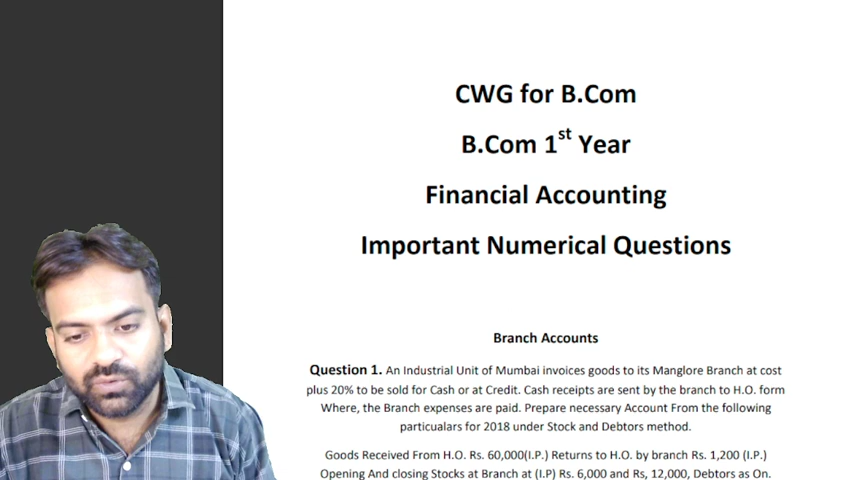 CWG for B.Com
B.Com 1st Year
Financial Accounting
Important Numerical Questions
Branch Accounts
Question 1. An Industrial Unit of Mumbai invoices goods to its Manglore Branch at cost
plus 20% to be sold for Cash or at Credit. Cash receipts are sent by the branch to H.O. form
Where, the Branch expenses are paid. Prepare necessary Account From the following
particualars for 2018 under Stock and Debtors method.
Goods Received From H.O. Rs. 60,000(I.P.) Returns to H.O. by branch Rs. 1,200 (I.P.)
Opening And closing Stocks at Branch at (I.P) Rs. 6,000 and Rs, 12,000, Debtors as On.